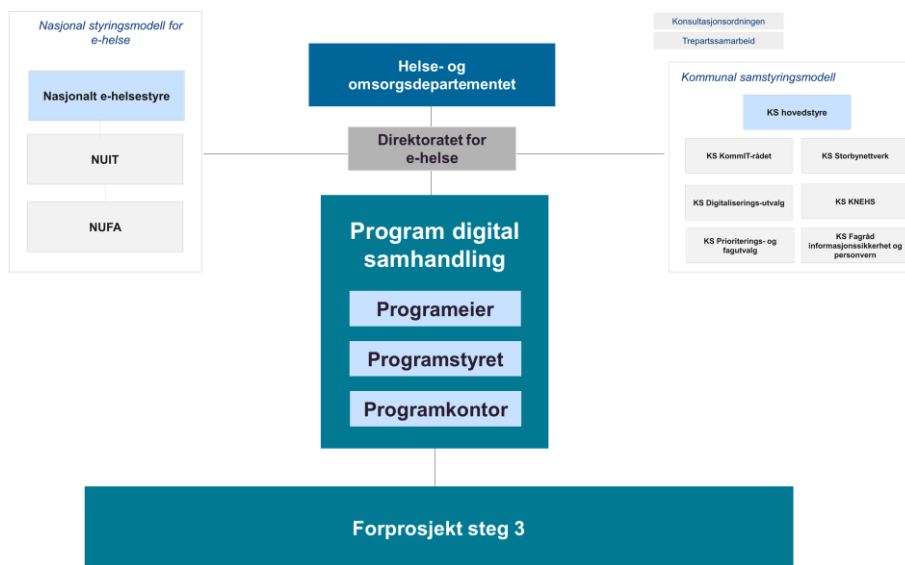 Nasjonal styringsmodell for
e-helse
Nasjonalt e-helsestyre
NUIT
NUFA
Helse- og
omsorgsdepartementet
Direktoratet for
e-helse
Program digital
samhandling
Programeier
Programstyret
Programkontor
Forprosjekt steg 3
Konsultasjonsordningen
Trepartssamarbeid
Kommunal samstyringsmodell
KS hovedstyre
KS KommIT-rådet
KS Storbynettverk
KS Digitaliserings-utvalg
KS KNEHS
KS Prioriterings- og
fagutvalg
KS Fagråd
informasjonssikkerhet og
personvern